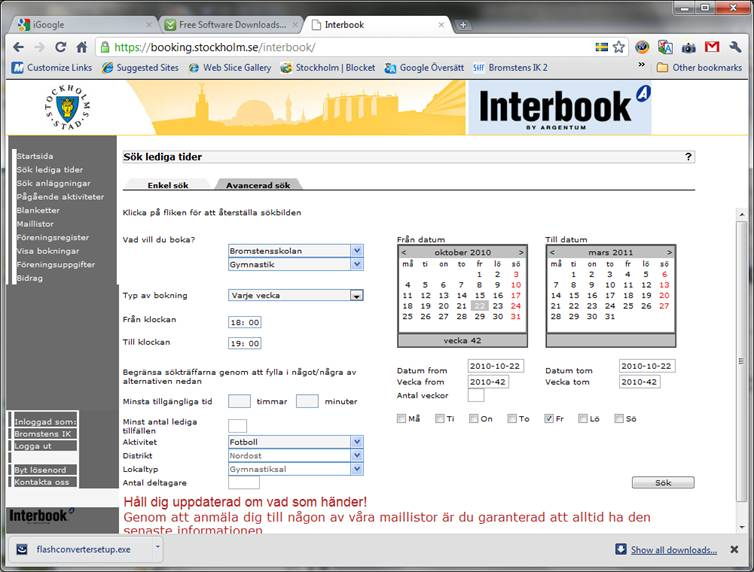 iGoogle
Free Software Downloads...
Interbook
https://booking.stockholm.se/interbook/
Customize Links
Suggested Sites
Web Slice Gallery
Stockholm | Blocket
Google Översätt
Bromstens IK 2
»
Other bookmarks
STOCKHOLMS STAD
Interbook
BY ARGENTUM
Startsida
Sök lediga tider
Sök anläggningar
Pågående aktiviteter
Blanketter
Maillistor
Föreningsregister
Visa bokningar
Föreningsuppgifter
Bidrag
Inloggad som:
Bromstens IK
Logga ut
Byt lösenord
Kontakta oss
Interbook
Sök lediga tider ?
Enkel sök Avancerad sök
Klicka på fliken för att återställa sökbilden
Vad vill du boka?
Bromstensskolan
Gymnastik
Typ av bokning Varje vecka
Från klockan 18: 00
Till klockan 19: 00
Begränsa sökträffarna genom att fylla i något/några av
alternativen nedan
Minsta tillgängliga tid timmar minuter
Minst antal lediga
tillfällen
Aktivitet Fotboll
Distrikt Nordost
Lokaltyp Gymnastiksal
Antal deltagare
Från datum
< oktober 2010 >
må ti on to fr lö sö
1 2 3
4 5 6 7 8 9 10
11 12 13 14 15 16 17
18 19 20 21 22 23 24
25 26 27 28 29 30 31
vecka 42
Till datum
< mars 2011 >
må ti on to fr lö sö
1 2 3 4 5 6
7 8 9 10 11 12 13
14 15 16 17 18 19 20
21 22 23 24 25 26 27
28 29 30 31
Datum from 2010-10-22 Datum tom 2010-10-22
Vecka from 2010-42 Vecka tom 2010-42
Antal veckor
Må Ti On To Fr Lö Sö
Sök
Håll dig uppdaterad om vad som händer!
Genom att anmäla dig till någon av våra maillistor är du garanterad att alltid ha den
senaste informationen
flashconvertersetup.exe
Show all downloads...